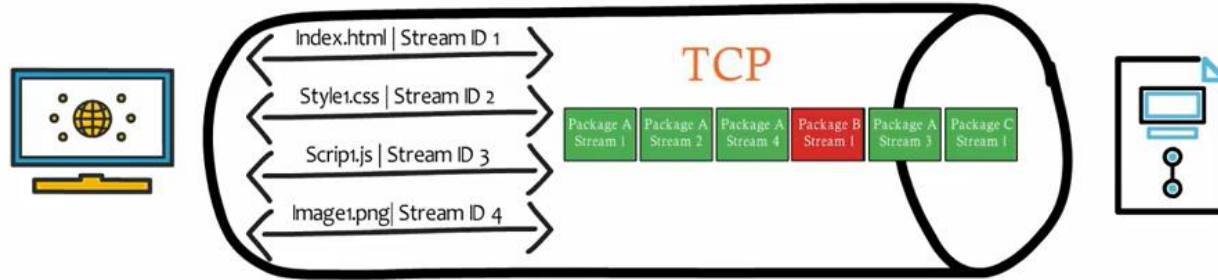 Index.html | Stream ID 1
Style1.css | Stream ID 2
Script1.js | Stream ID 3
Image1.png| Stream ID 4
TCP
Package A
Stream 1
Package A
Stream 2
Package A
Stream 4
Package B
Stream 1
Package A
Stream 3
Package C
Stream 1